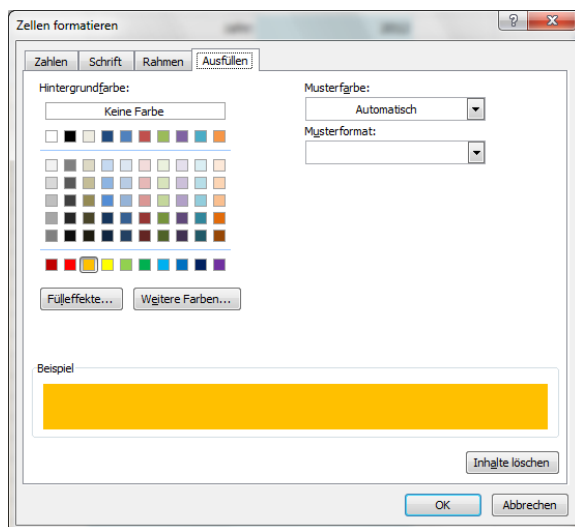 Zellen formatieren
Zahlen Schrift Rahmen Ausfüllen
Hintergrundfarbe:
Keine Farbe
Musterfarbe:
Automatisch
Musterformat:
Fülleffekte... Weitere Farben...
Beispiel
Inhalte löschen
OK Abbrechen